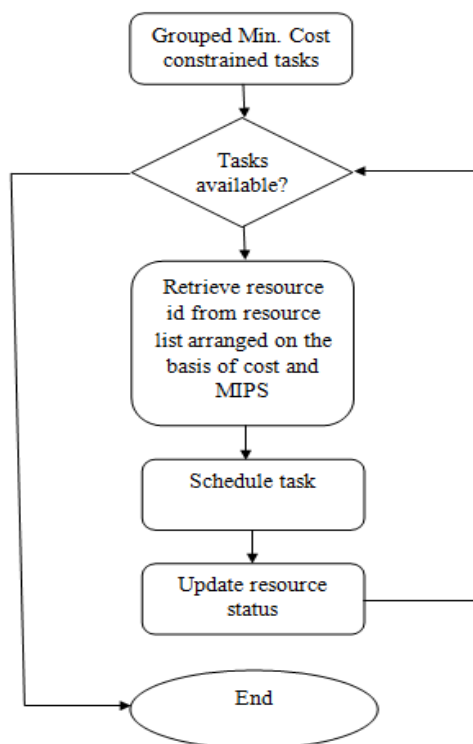 Grouped Min. Cost
constrained tasks
Tasks
available?
Retrieve resource
id from resource
list arranged on the
basis of cost and
MIPS
Schedule task
Update resource
status
End